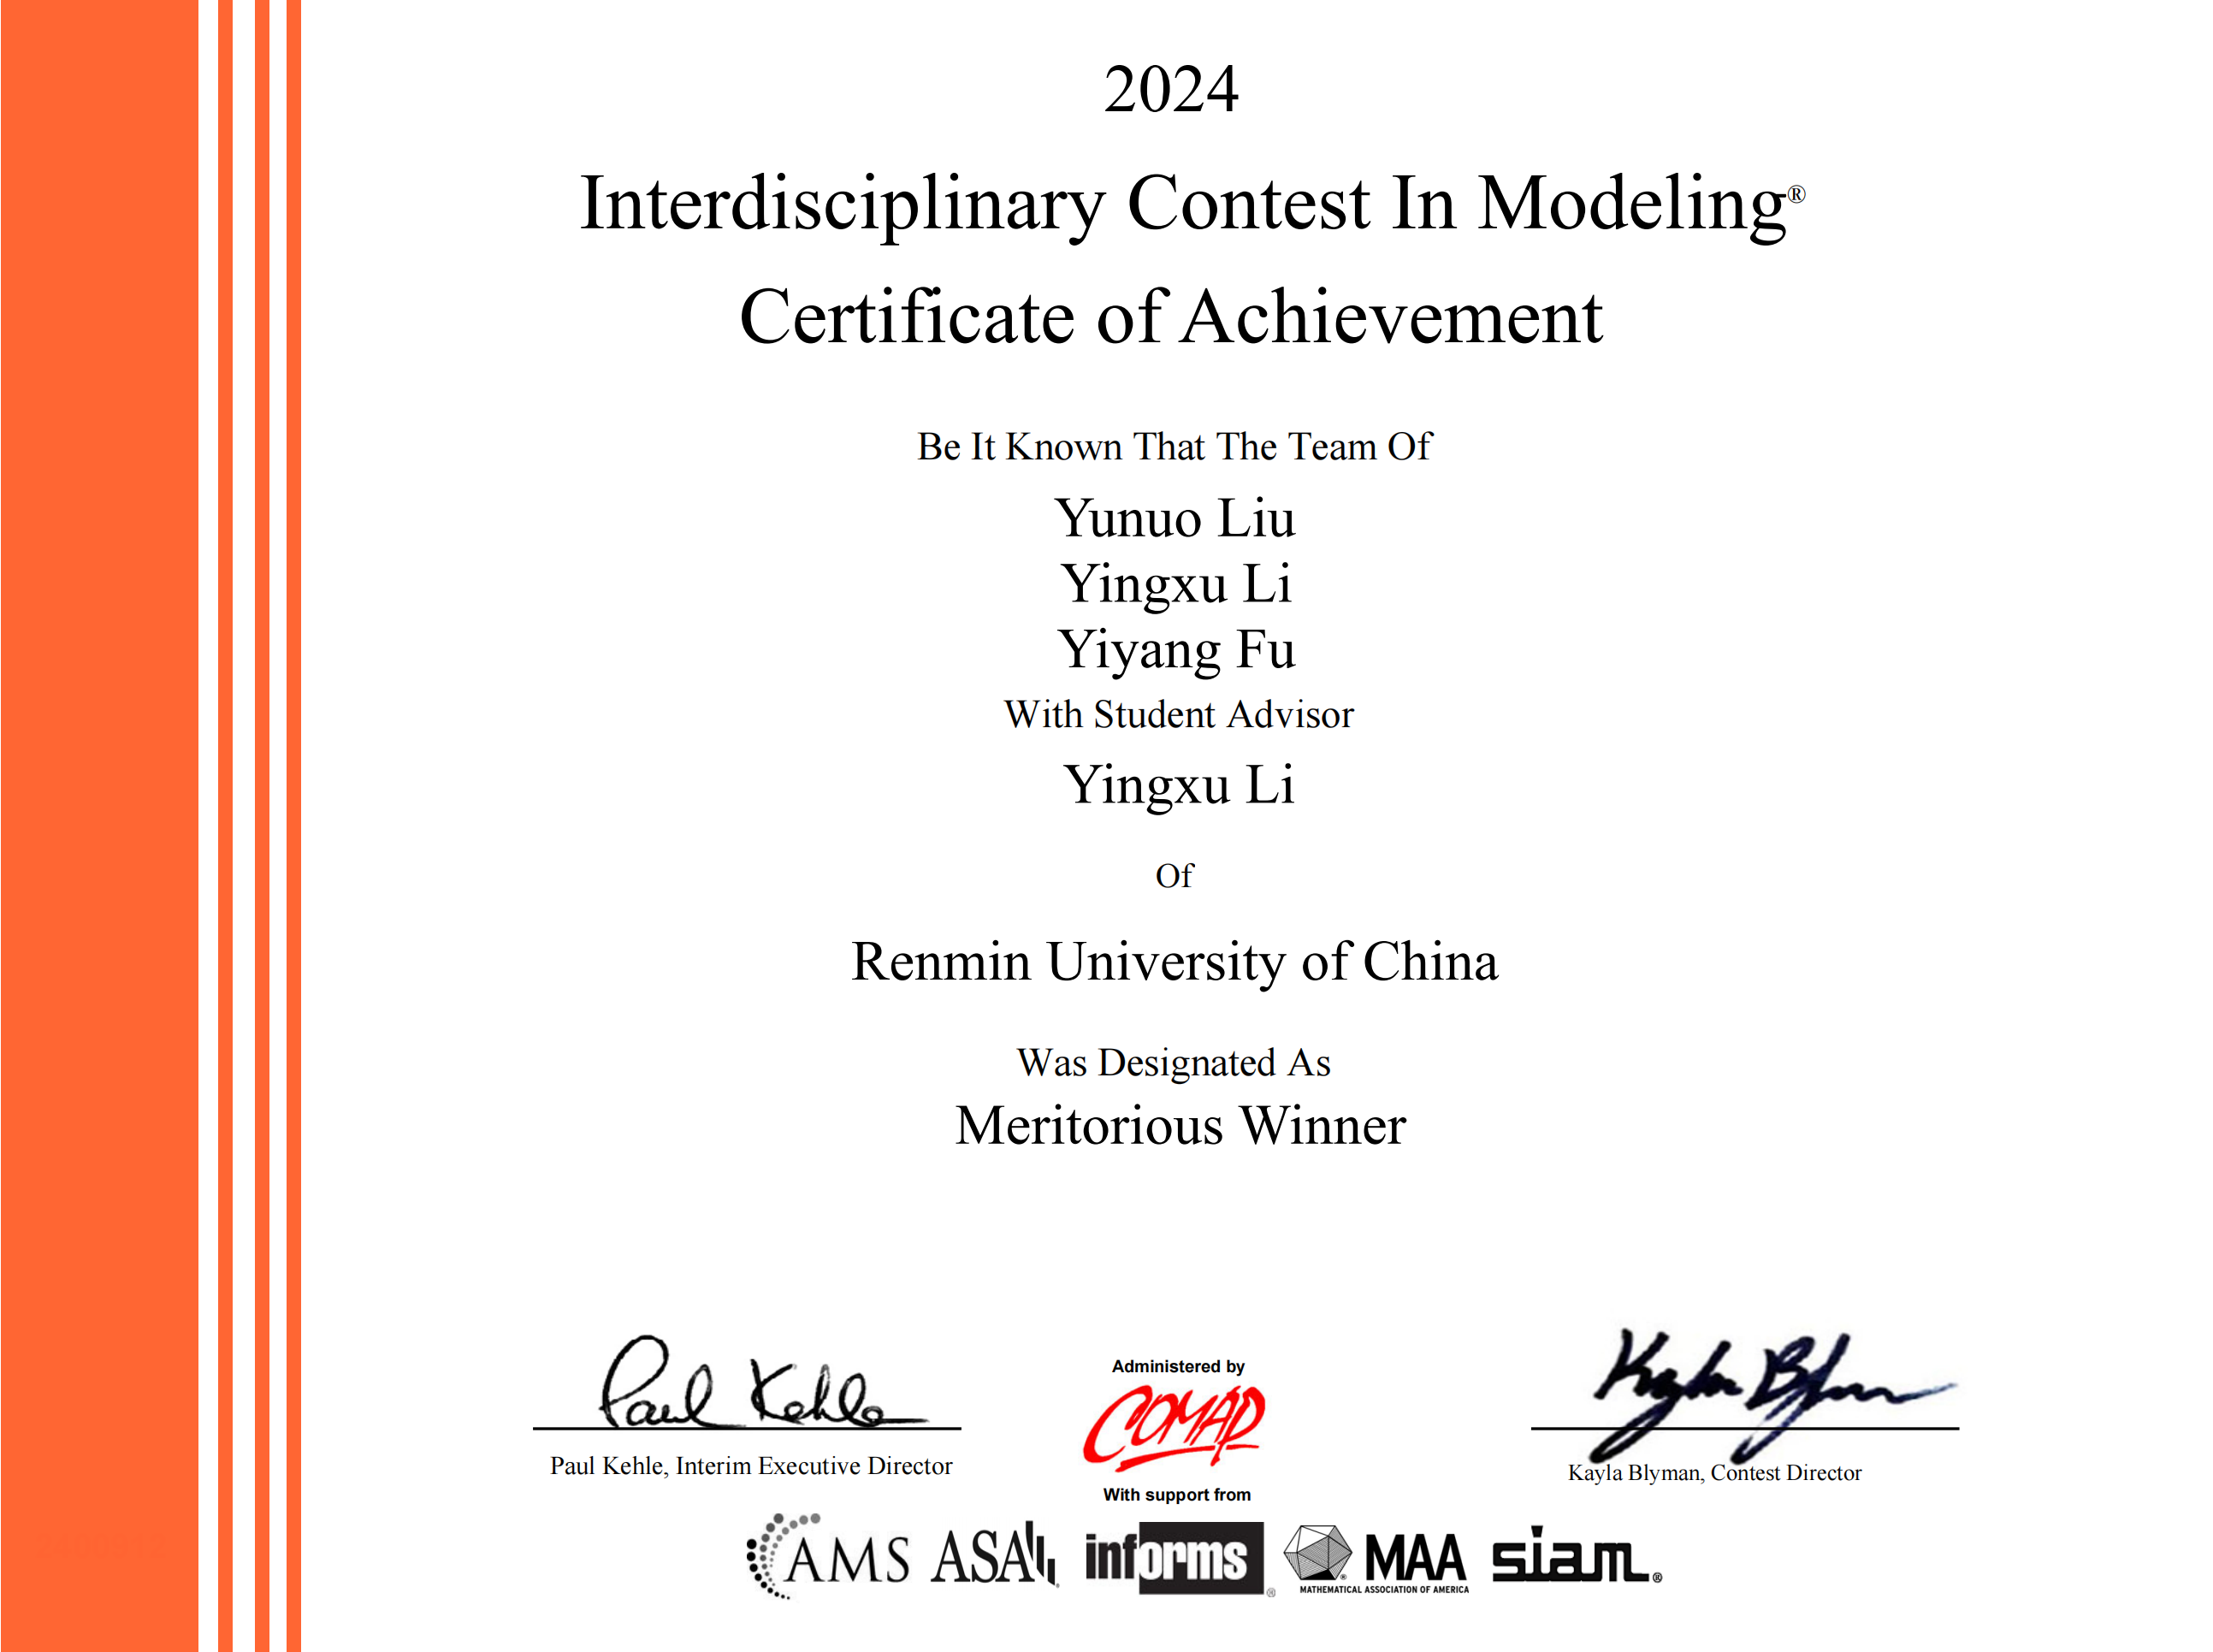 2024
Interdisciplinary Contest In Modeling®
Certificate of Achievement
Be It Known That The Team Of
Yunuo Liu
Yingxu Li
Yiyang Fu
With Student Advisor
Yingxu Li
Of
Renmin University of China
Was Designated As
Meritorious Winner
Paul Kehle
Paul Kehle, Interim Executive Director
Administered by
COMAP
Kayla Blyman
Kayla Blyman, Contest Director
With support from
AMS ASA informs® MAA siam®
MATHEMATICAL ASSOCIATION OF AMERICA